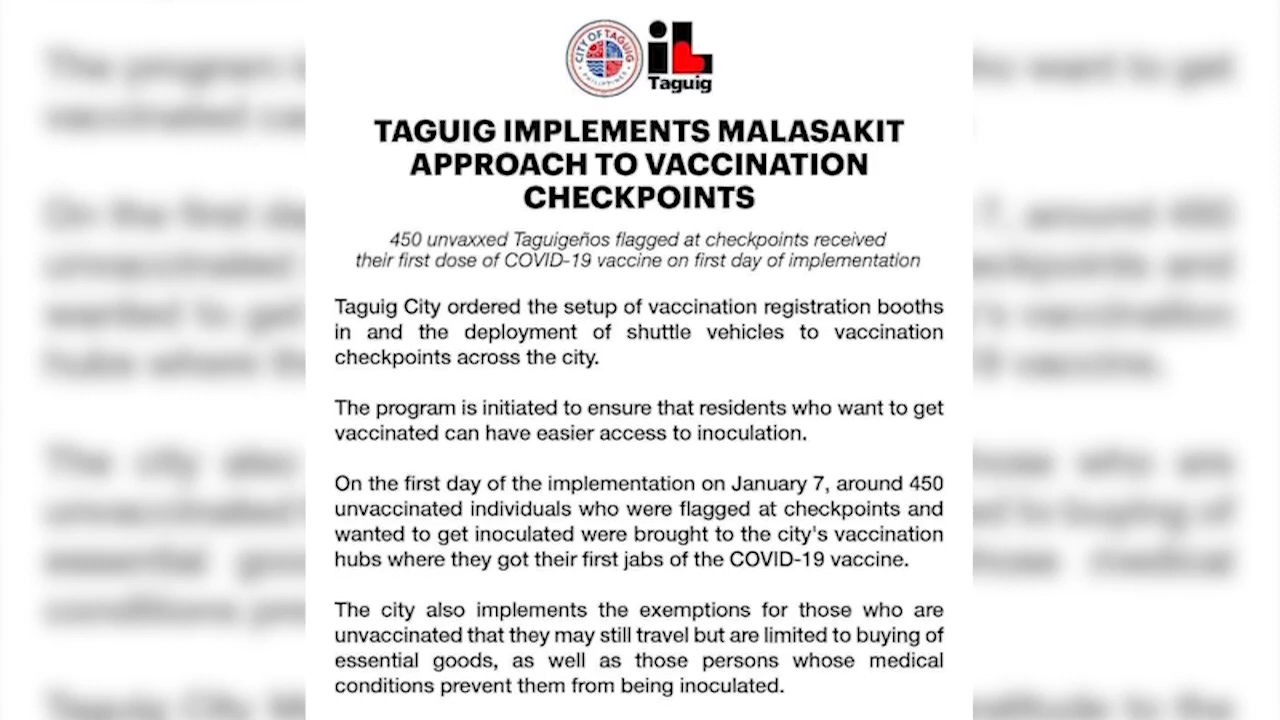 CITY OF TAGUIG
PHILIPPINES
iL
Taguig
TAGUIG IMPLEMENTS MALASAKIT
APPROACH TO VACCINATION
CHECKPOINTS
450 unvaxxed Taguigeños flagged at checkpoints received
their first dose of COVID-19 vaccine on first day of implementation
Taguig City ordered the setup of vaccination registration booths
in and the deployment of shuttle vehicles to vaccination
checkpoints across the city.
The program is initiated to ensure that residents who want to get
vaccinated can have easier access to inoculation.
On the first day of the implementation on January 7, around 450
unvaccinated individuals who were flagged at checkpoints and
wanted to get inoculated were brought to the city's vaccination
hubs where they got their first jabs of the COVID-19 vaccine.
The city also implements the exemptions for those who are
unvaccinated that they may still travel but are limited to buying of
essential goods, as well as those persons whose medical
conditions prevent them from being inoculated.